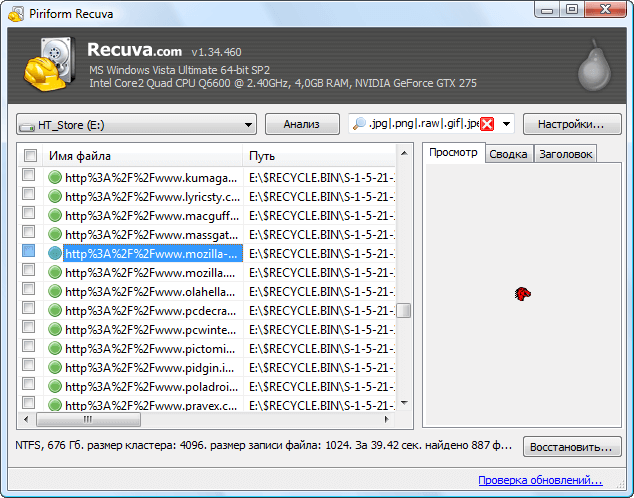 Piriform Recuva
Recuva.com v1.34.460
MS Windows Vista Ultimate 64-bit SP2
Intel Core2 Quad CPU Q6600 @ 2.40GHz, 4,0GB RAM, NVIDIA GeForce GTX 275
HT_Store (E:) Анализ .jpg|.png|.raw|.gif|.jpe Настройки...
Имя файла Путь Просмотр Сводка Заголовок
http%3A%2F%2Fwww.kumaga... E:\$RECYCLE.BIN\S-1-5-21-
http%3A%2F%2Fwww.lyricsty.c... E:\$RECYCLE.BIN\S-1-5-21-
http%3A%2F%2Fwww.macguff... E:\$RECYCLE.BIN\S-1-5-21-
http%3A%2F%2Fwww.massgat... E:\$RECYCLE.BIN\S-1-5-21-
http%3A%2F%2Fwww.mozilla-... E:\$RECYCLE.BIN\S-1-5-21-
http%3A%2F%2Fwww.mozilla.... E:\$RECYCLE.BIN\S-1-5-21-
http%3A%2F%2Fwww.olahella... E:\$RECYCLE.BIN\S-1-5-21-
http%3A%2F%2Fwww.pcdecra... E:\$RECYCLE.BIN\S-1-5-21-
http%3A%2F%2Fwww.pcwinte... E:\$RECYCLE.BIN\S-1-5-21-
http%3A%2F%2Fwww.pictomi... E:\$RECYCLE.BIN\S-1-5-21-
http%3A%2F%2Fwww.pidgin.i... E:\$RECYCLE.BIN\S-1-5-21-
http%3A%2F%2Fwww.poladroi... E:\$RECYCLE.BIN\S-1-5-21-
http%3A%2F%2Fwww.pravex.c... E:\$RECYCLE.BIN\S-1-5-21-
NTFS, 676 Гб. размер кластера: 4096. размер записи файла: 1024. За 39.42 сек. найдено 887 ф... Восстановить...
Проверка обновлений...